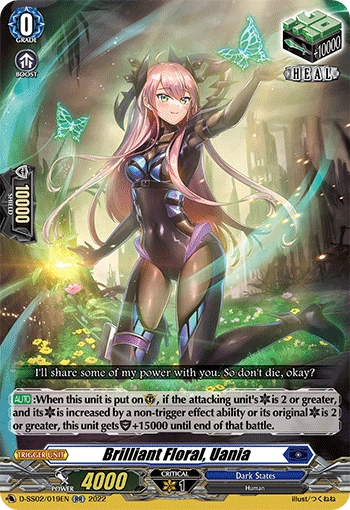 0
GRADE
BOOST
+10000
HEAL
10000
SHIELD
I'll share some of my power with you. So don't die, okay?
AUTO:When this unit is put on G, if the attacking unit's is 2 or greater,
and its is increased by a non-trigger effect ability or its original is 2
or greater, this unit gets +15000 until end of that battle.
TRIGGER UNIT
Brilliant Floral, Uania
POWER 4000
CRITICAL
1
Dark States
Human
D-SS02/019EN RRR 2022
illust/つくねね